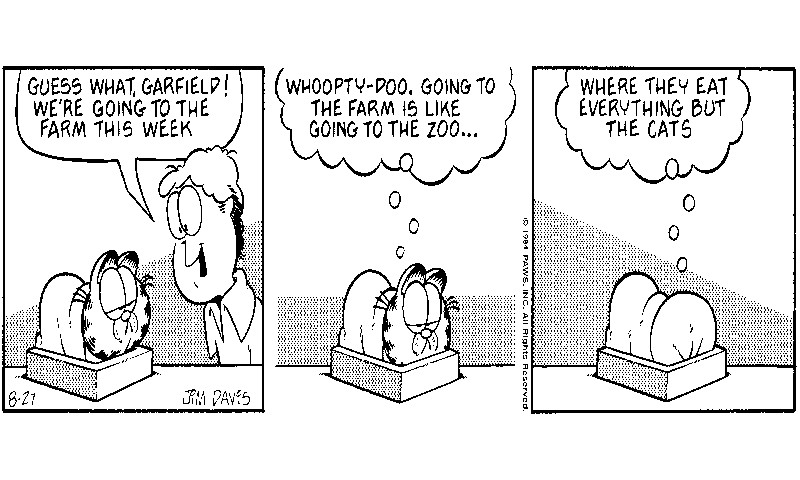 GUESS WHAT, GARFIELD!
WE'RE GOING TO THE
FARM THIS WEEK
8-27
JIM DAVIS
WHOOPTY-DOO. GOING TO
THE FARM IS LIKE
GOING TO THE ZOO...
© 1984 PAWS, INC. All Rights Reserved.
WHERE THEY EAT
EVERYTHING BUT
THE CATS